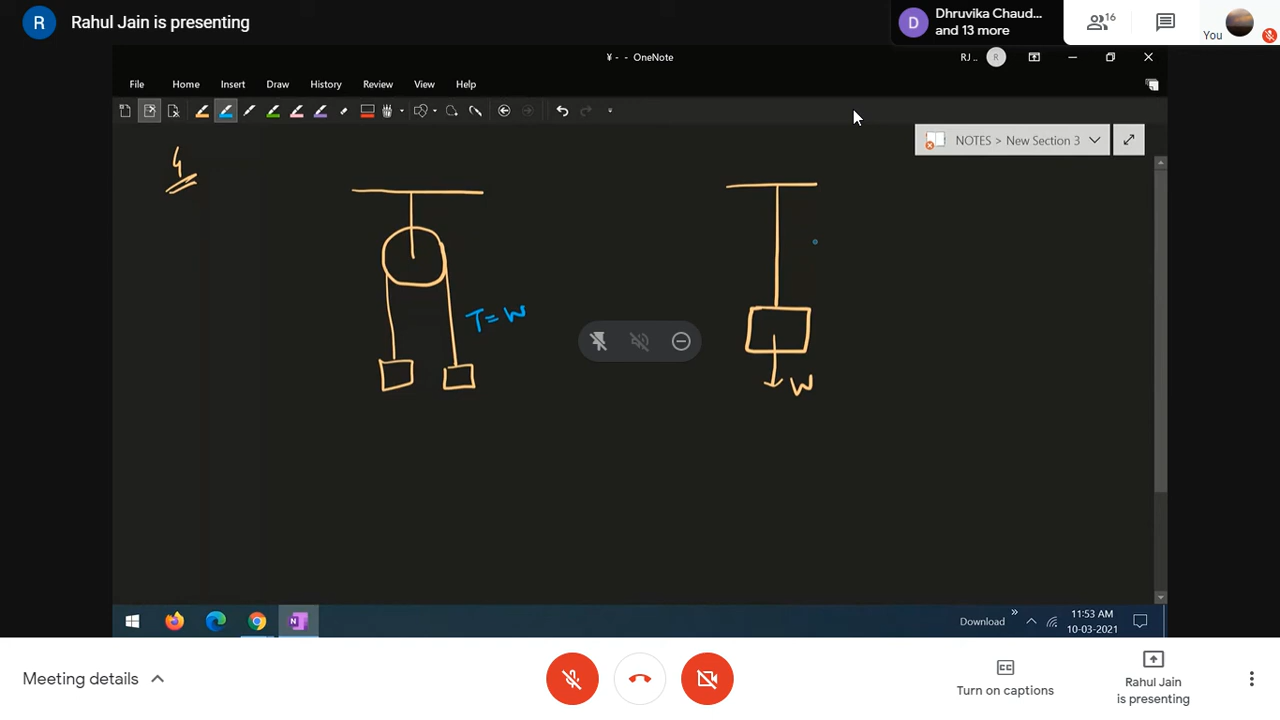 R Rahul Jain is presenting
D Dhruvika Chaud...
and 13 more
16
You
¥ - - OneNote
RJ ..
R
File Home Insert Draw History Review View Help
NOTES > New Section 3
4
T = W
W
Download
11:53 AM
10-03-2021
Meeting details
Turn on captions
Rahul Jain
is presenting